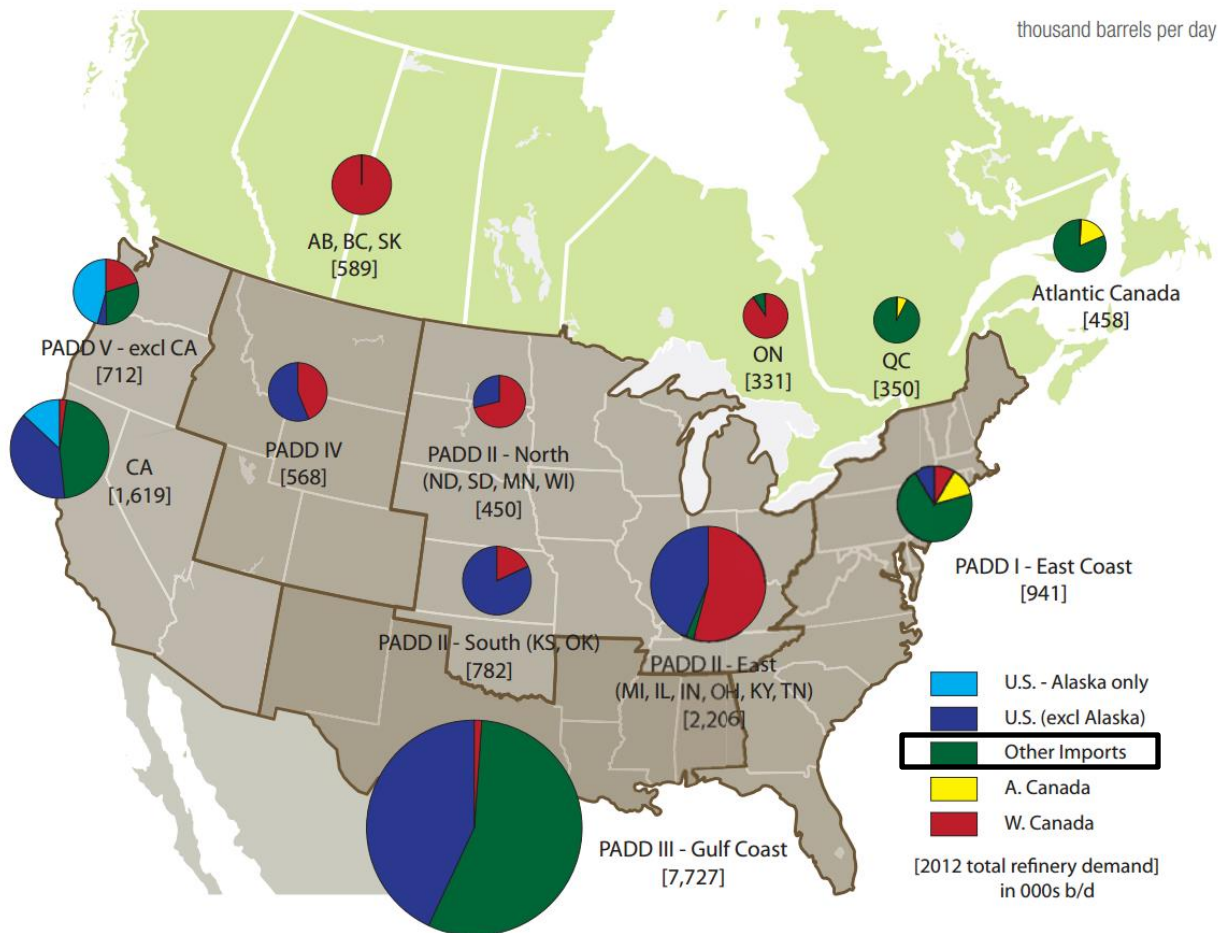 thousand barrels per day
AB, BC, SK
[589]
Atlantic Canada
[458]
ON
[331]
QC
[350]
PADD V - excl CA
[712]
PADD IV
[568]
PADD II - North
(ND, SD, MN, WI)
[450]
CA
[1,619]
PADD I - East Coast
[941]
PADD II - South (KS, OK)
[782]
PADD II - East
(MI, IL, IN, OH, KY, TN)
[2,206]
U.S. - Alaska only
U.S. (excl Alaska)
Other Imports
A. Canada
W. Canada
PADD III - Gulf Coast
[7,727]
[2012 total refinery demand]
in 000s b/d